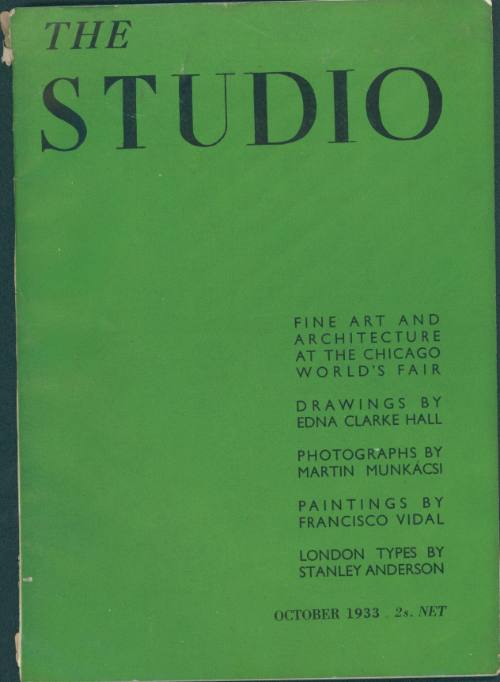 THE
STUDIO
FINE ART AND
ARCHITECTURE
AT THE CHICAGO
WORLD'S FAIR
DRAWINGS BY
EDNA CLARKE HALL
PHOTOGRAPHS BY
MARTIN MUNKÁCSI
PAINTINGS BY
FRANCISCO VIDAL
LONDON TYPES BY
STANLEY ANDERSON
OCTOBER 1933 2s. NET